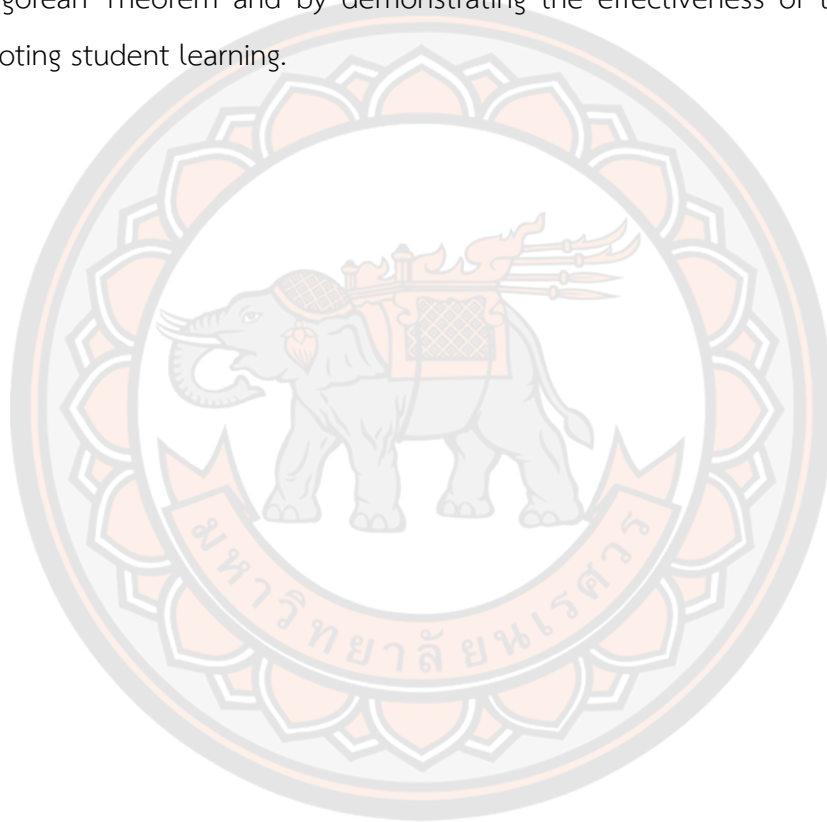 gorean Theorem and by demonstrating the effectiveness of t
oting student learning.
มหาวิทยาลัยนเรศวร